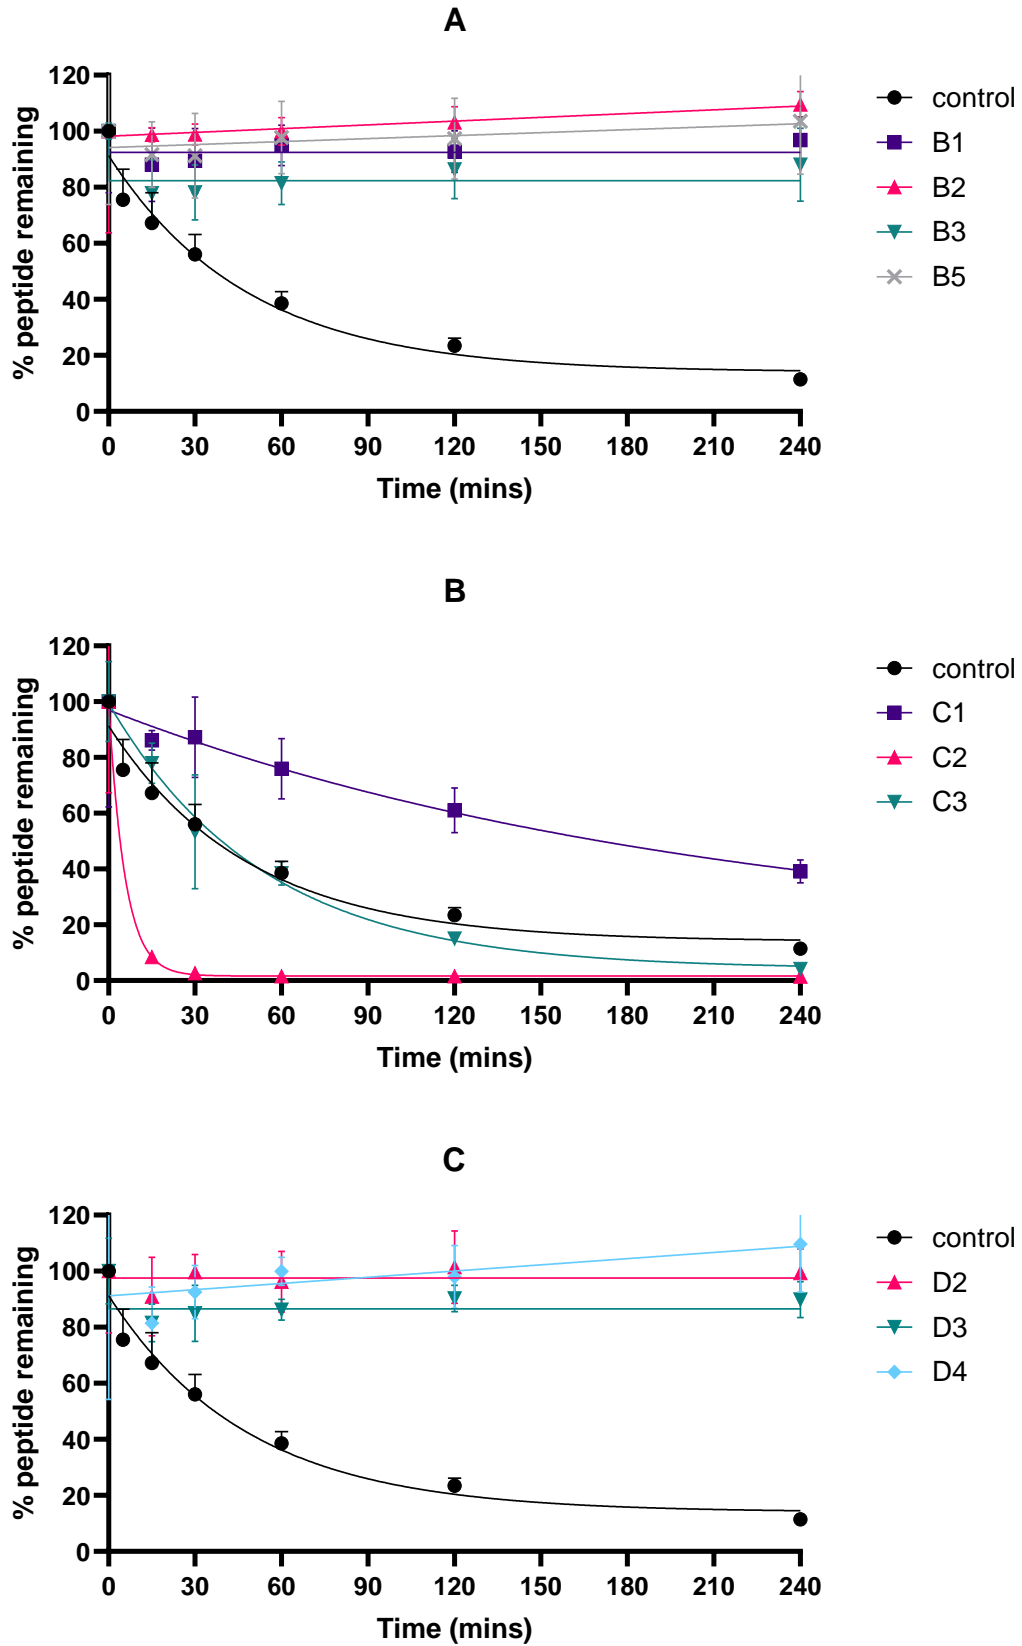 A
% peptide remaining
120
100
80
60
40
20
0
0 30 60 90 120 150 180 210 240
Time (mins)
control
B1
B2
B3
B5
B
% peptide remaining
120
100
80
60
40
20
0
0 30 60 90 120 150 180 210 240
Time (mins)
control
C1
C2
C3
C
% peptide remaining
120
100
80
60
40
20
0
0 30 60 90 120 150 180 210 240
Time (mins)
control
D2
D3
D4